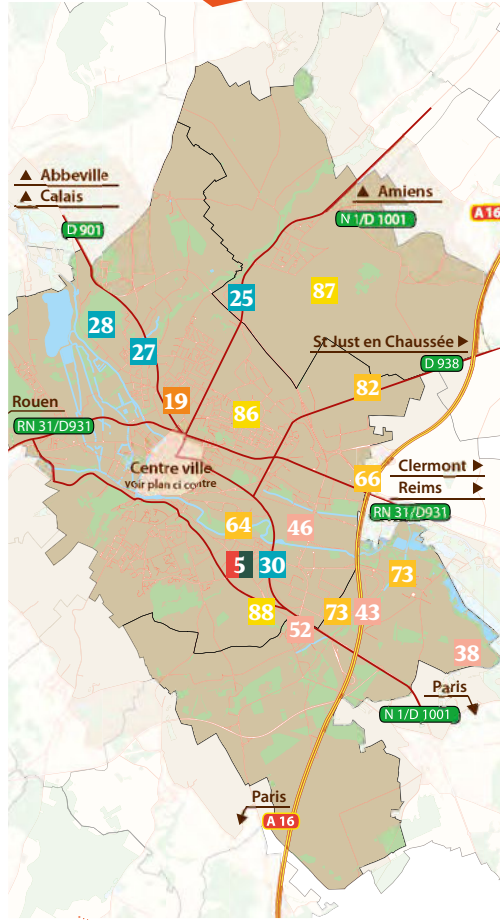 ▲ Abbeville
▲ Calais
D 901
▲ Amiens
N 1/D 1001
A 16
87
25
28
27
St Just en Chaussée ▶
D 938
82
19
86
Rouen
RN 31/D931
Centre ville
voir plan ci contre
66
Clermont ▶
Reims ▶
RN 31/D931
64
46
5
30
73
88
52
73
43
38
Paris
N 1/D 1001
Paris
A 16